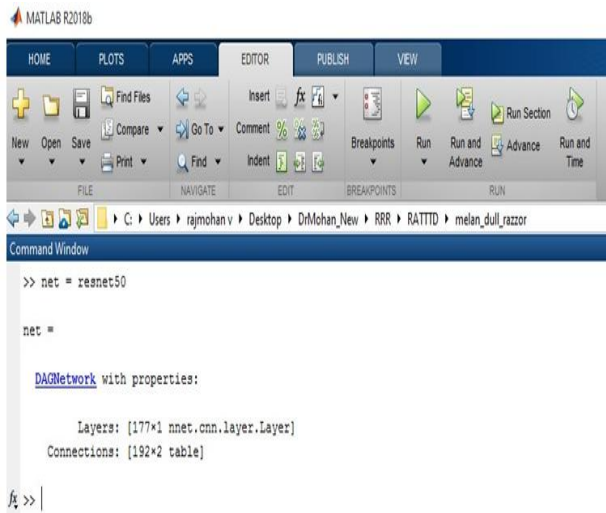 MATLAB R2018b
HOME PLOTS APPS EDITOR PUBLISH VIEW
New Open Save
Find Files
Compare
Print
FILE
Go To
Find
NAVIGATE
Insert fx
Comment %
Indent
EDIT
Breakpoints
BREAKPOINTS
Run
Run and Advance
Run Section
Advance
Run and Time
RUN
C: Users rajmohan v Desktop DrMohan_New RRR RATTTD melan_dull_razzor
Command Window
>> net = resnet50
net =
DAGNetwork with properties:
Layers: [177×1 nnet.cnn.layer.Layer]
Connections: [192×2 table]
fx >>